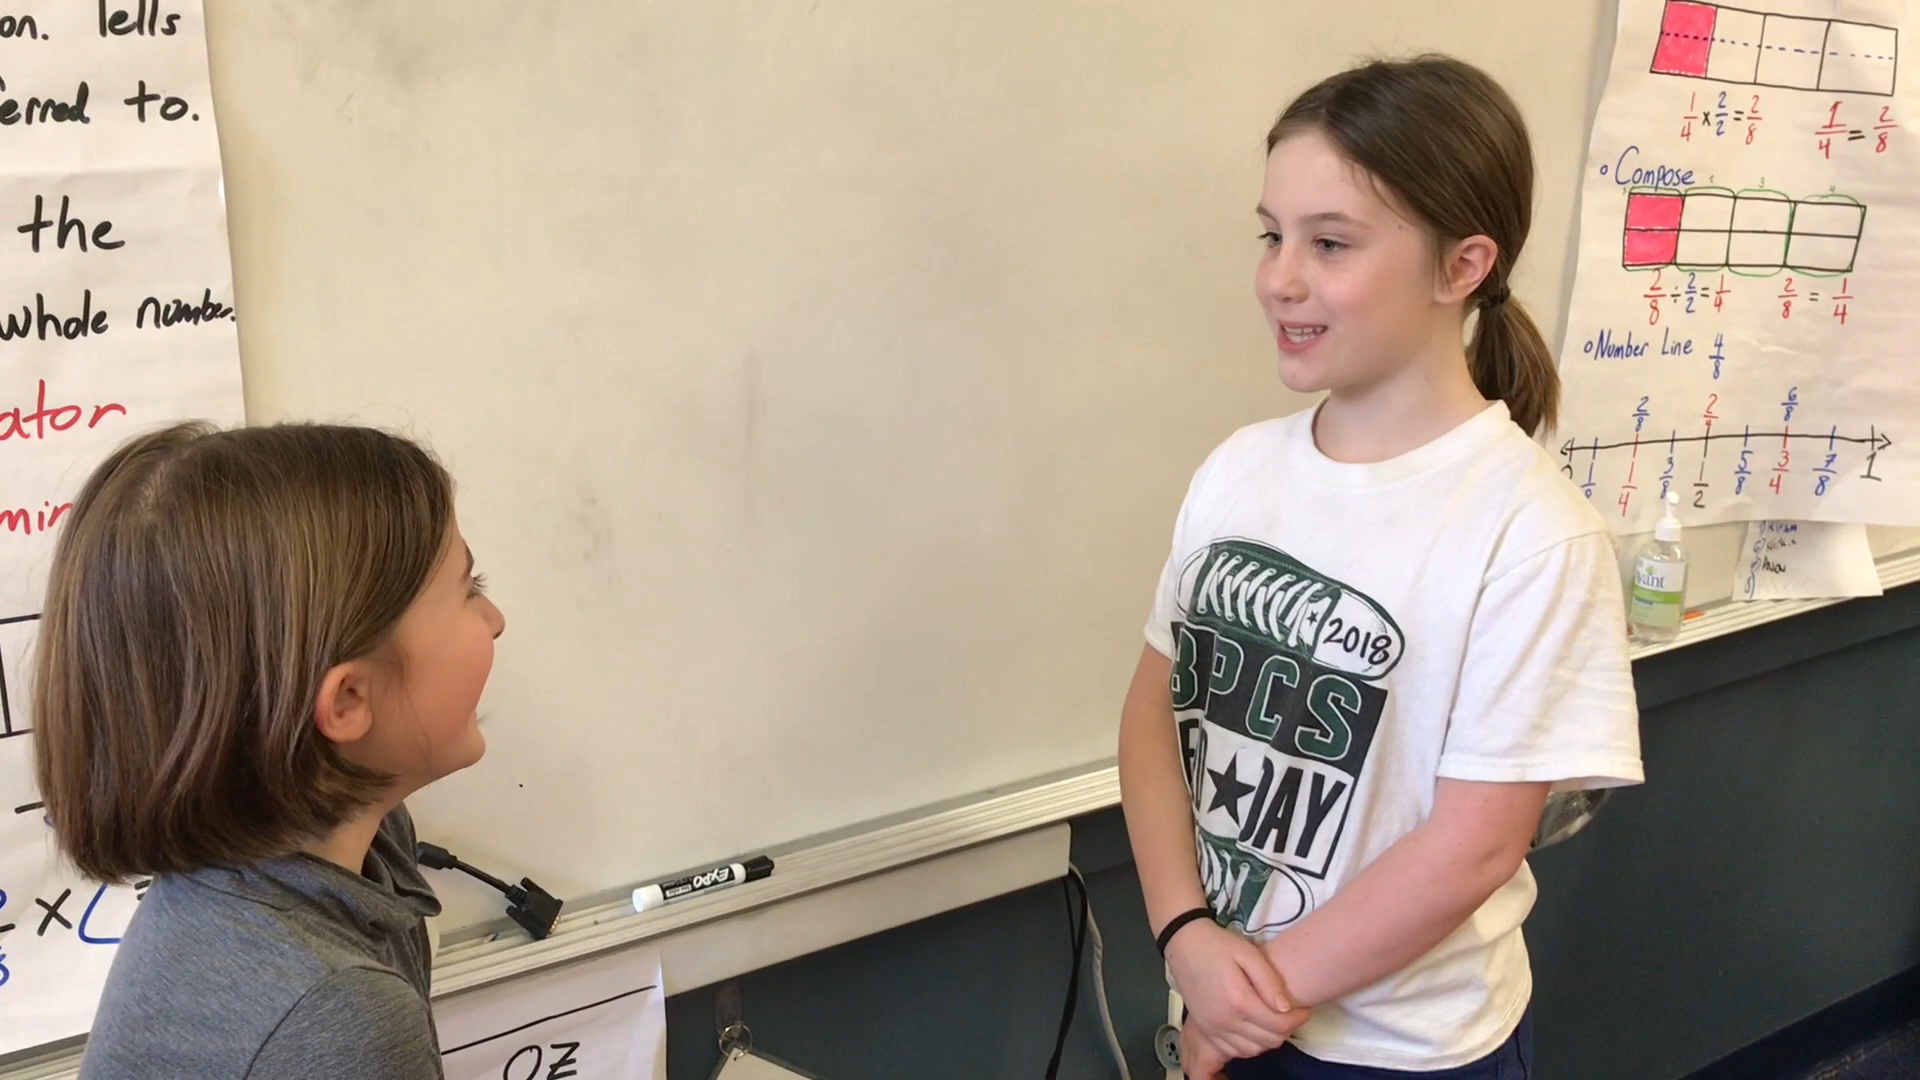 on. Tells
erred to.
the
whole number.
ator
min
x
OZ
EXPO
2018
BPCS
DAY
1/4 x 2/2 = 2/8
1/4 = 2/8
Compose
2/8 ÷ 2/2 = 1/4
2/8 = 1/4
Number Line 4/8
2/8 2/4 6/8
1/4 3/8 1/2 5/8 3/4 7/8 1